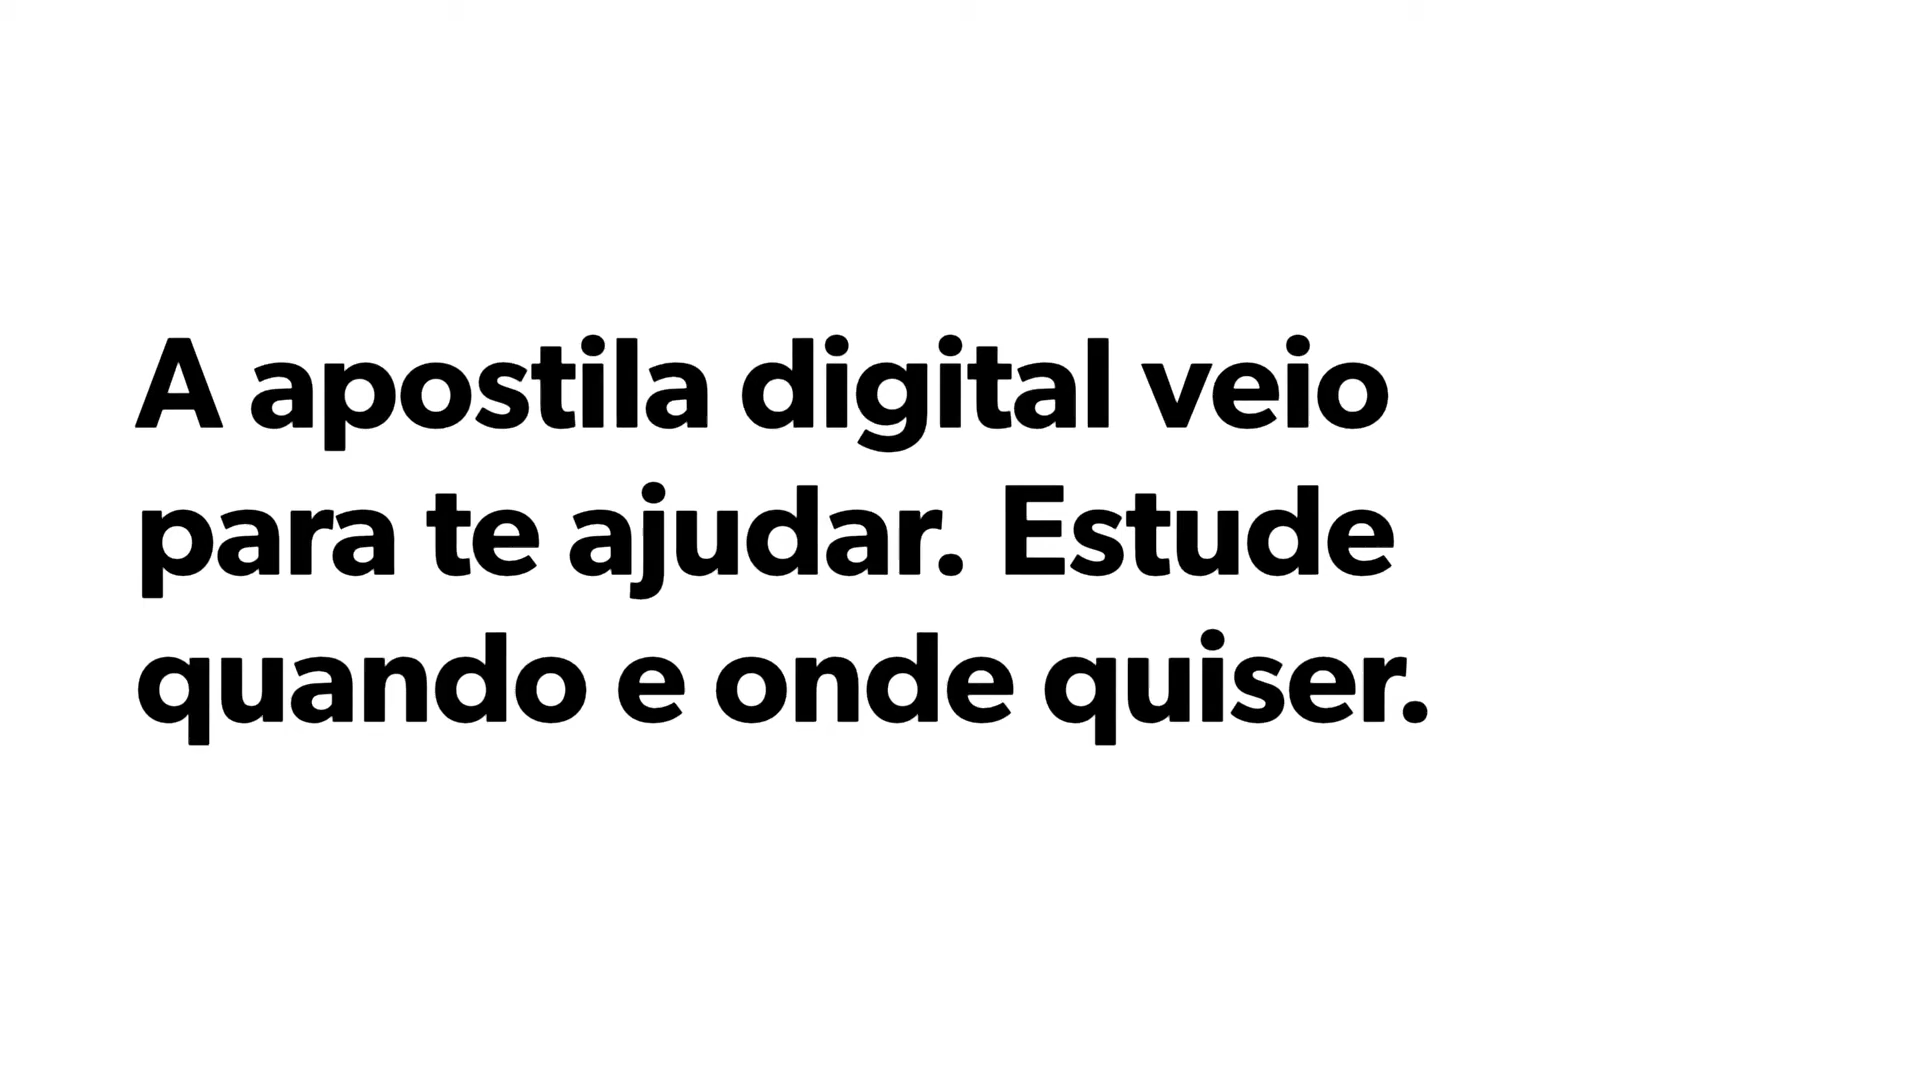 A apostila digital veio
para te ajudar. Estude
quando e onde quiser.